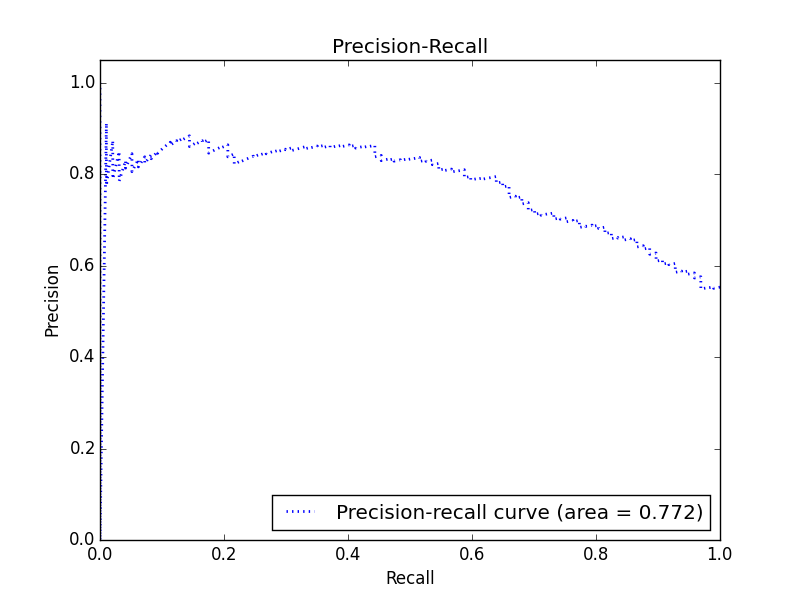 Precision-Recall
1.0
0.8
0.6
0.4
0.2
0.0
Precision
0.0 0.2 0.4 0.6 0.8 1.0
Recall
Precision-recall curve (area = 0.772)